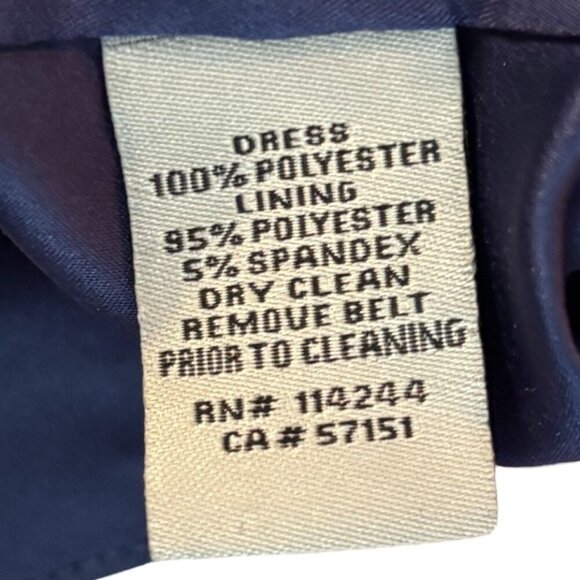 DRESS
100% POLYESTER
LINING
95% POLYESTER
5% SPANDEX
DRY CLEAN
REMOVE BELT
PRIOR TO CLEANING
RN# 114244
CA# 57151